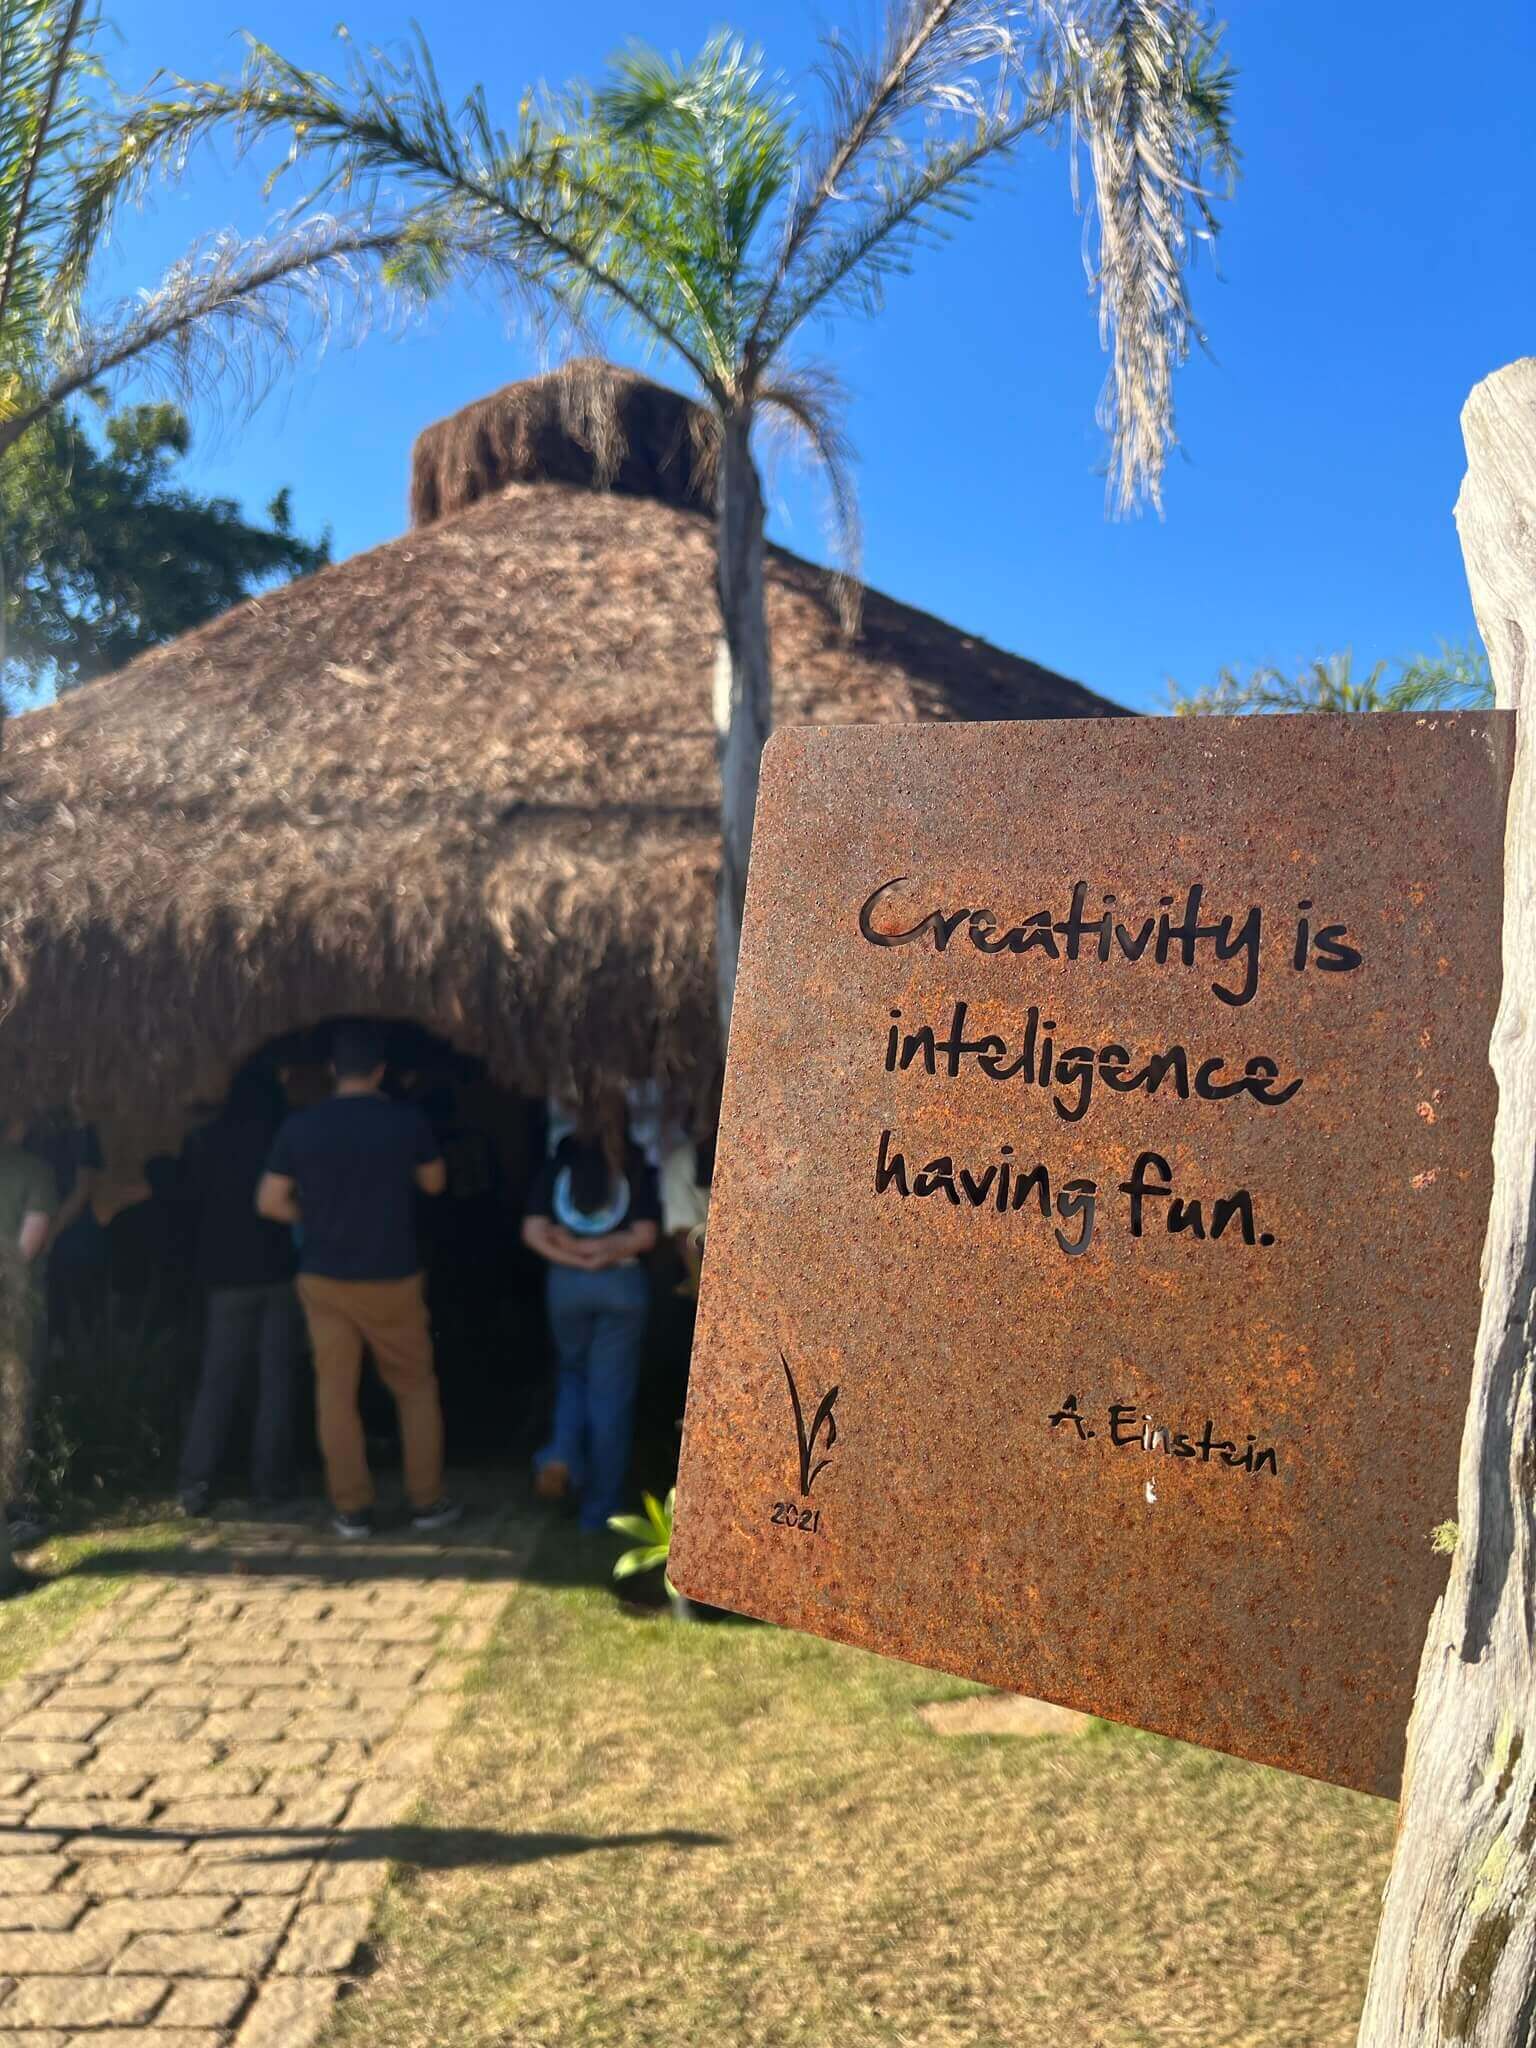 Creativity is
inteligence
having fun.
A. Einstein
2021